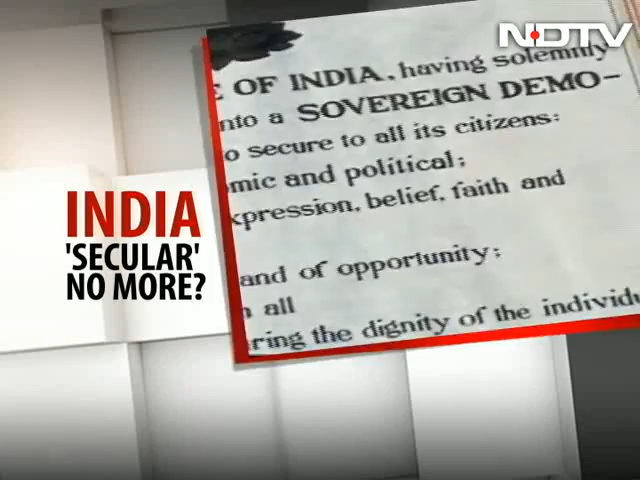 NDTV
E OF INDIA, having solemnly
nto a SOVEREIGN DEMO-
o secure to all its citizens:
mic and political;
xpression, belief, faith and
and of opportunity;
all
ring the dignity of the individu
INDIA
'SECULAR'
NO MORE?